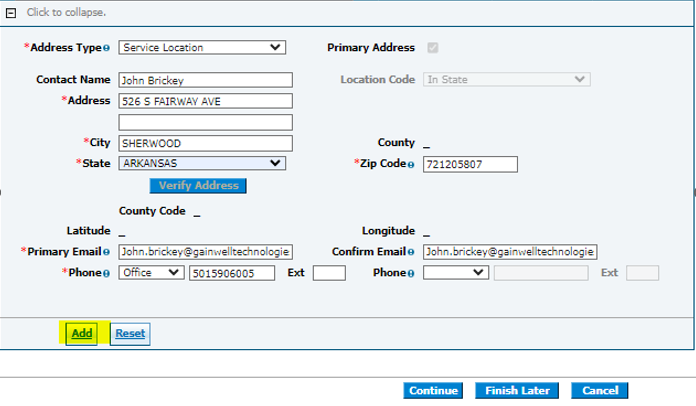 Click to collapse.
*Address Type Service Location Primary Address
Contact Name John Brickey Location Code In State
*Address 526 S FAIRWAY AVE
*City SHERWOOD County _
*State ARKANSAS *Zip Code 721205807
Verify Address
County Code _
Latitude _ Longitude _
*Primary Email John.brickey@gainwelltechnologie Confirm Email John.brickey@gainwelltechnologie
*Phone Office 5015906005 Ext Phone Ext
Add Reset
Continue Finish Later Cancel